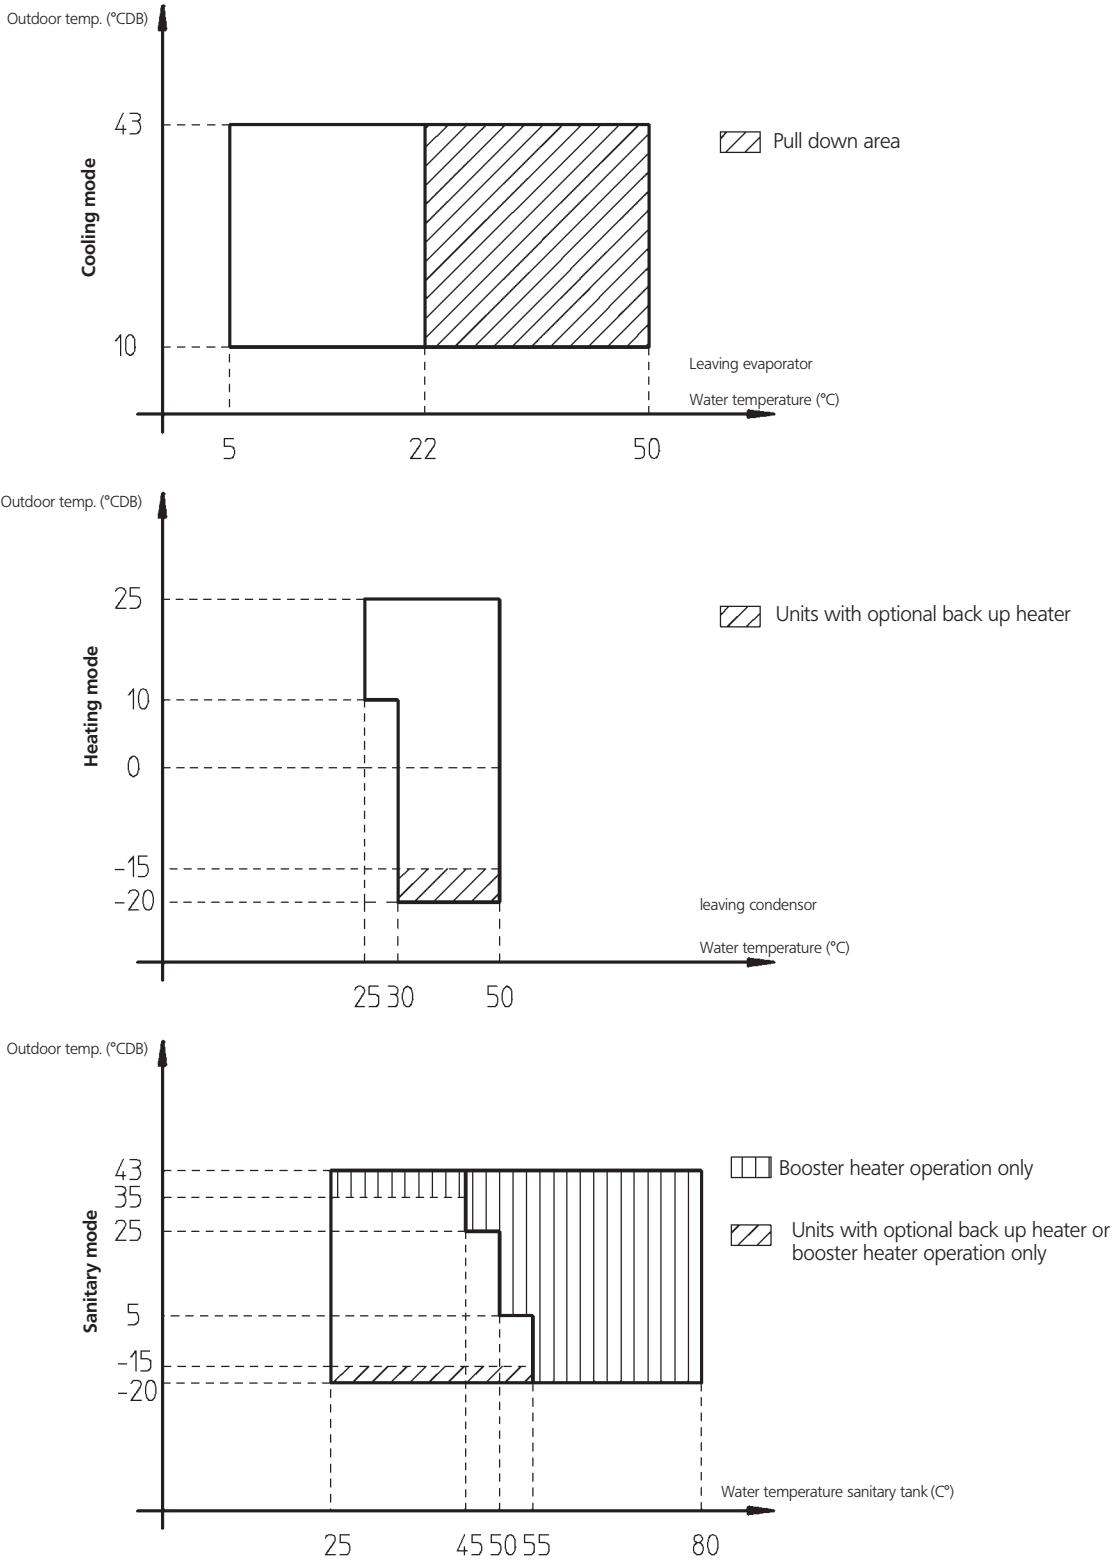 Outdoor temp. (°CDB)
43
Cooling mode
Pull down area
10
Leaving evaporator
Water temperature (°C)
5 22 50
Outdoor temp. (°CDB)
25
Units with optional back up heater
Heating mode
10
0
-15
-20
leaving condensor
Water temperature (°C)
25 30 50
Outdoor temp. (°CDB)
43
Booster heater operation only
35
25
Units with optional back up heater or
booster heater operation only
Sanitary mode
5
-15
-20
Water temperature sanitary tank (C°)
25 45 50 55 80